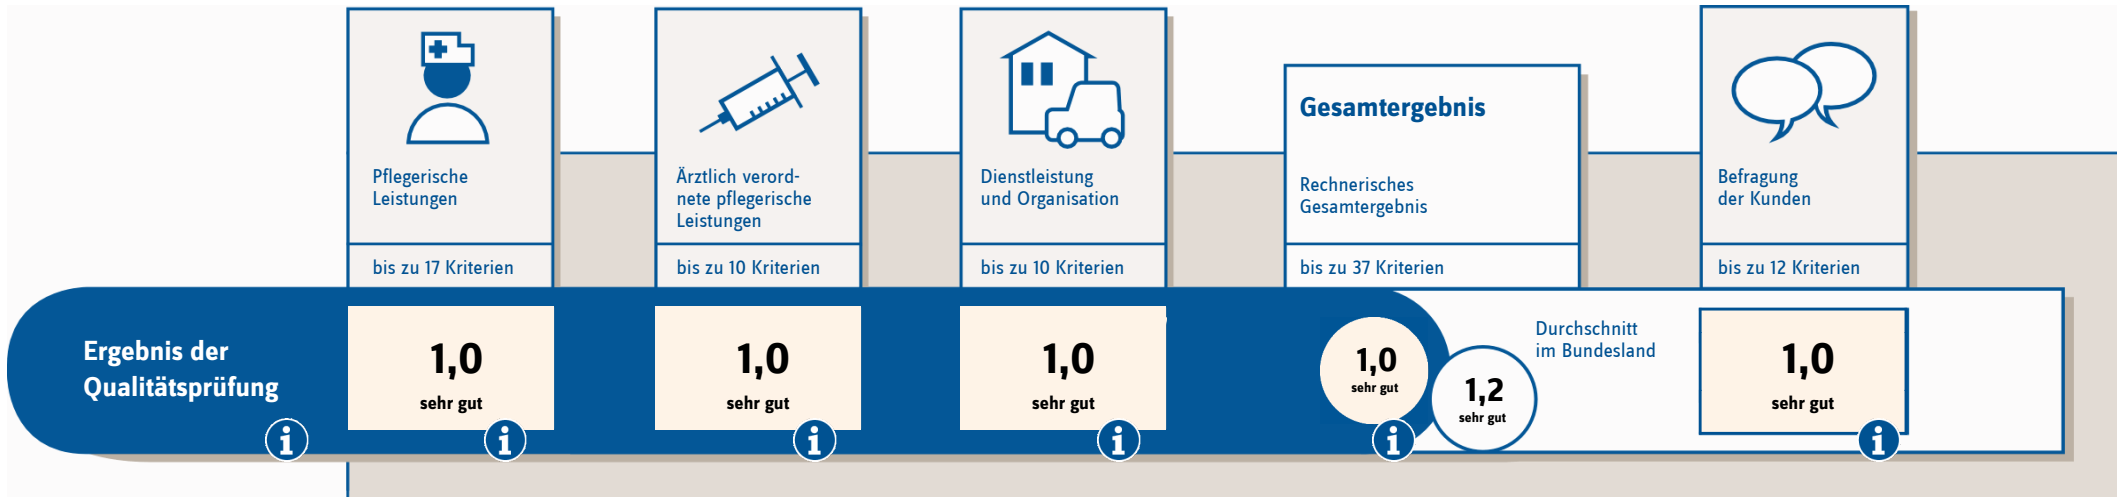 Pflegerische
Leistungen
bis zu 17 Kriterien
Ärztlich verord-
nete pflegerische
Leistungen
bis zu 10 Kriterien
Dienstleistung
und Organisation
bis zu 10 Kriterien
Gesamtergebnis
Rechnerisches
Gesamtergebnis
bis zu 37 Kriterien
Befragung
der Kunden
bis zu 12 Kriterien
Ergebnis der
Qualitätsprüfung
i
1,0
sehr gut
i
1,0
sehr gut
i
1,0
sehr gut
i
1,0
sehr gut
i
1,2
sehr gut
Durchschnitt
im Bundesland
1,0
sehr gut
i